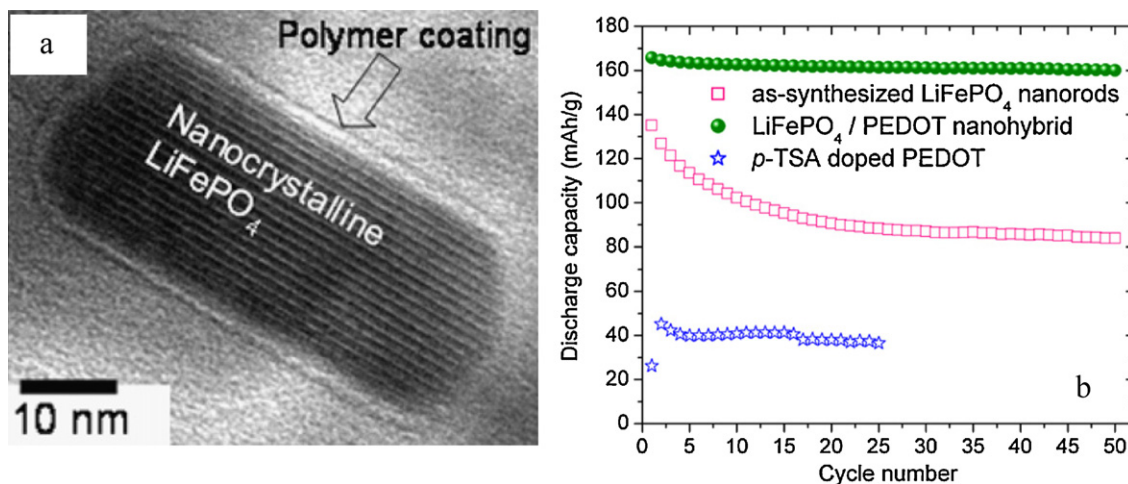 a
Polymer coating
Nanocrystalline
LiFePO₄
10 nm
Discharge capacity (mAh/g)
180
160
140
120
100
80
60
40
20
0
as-synthesized LiFePO₄ nanorods
LiFePO₄ / PEDOT nanohybrid
p-TSA doped PEDOT
b
0 5 10 15 20 25 30 35 40 45 50
Cycle number